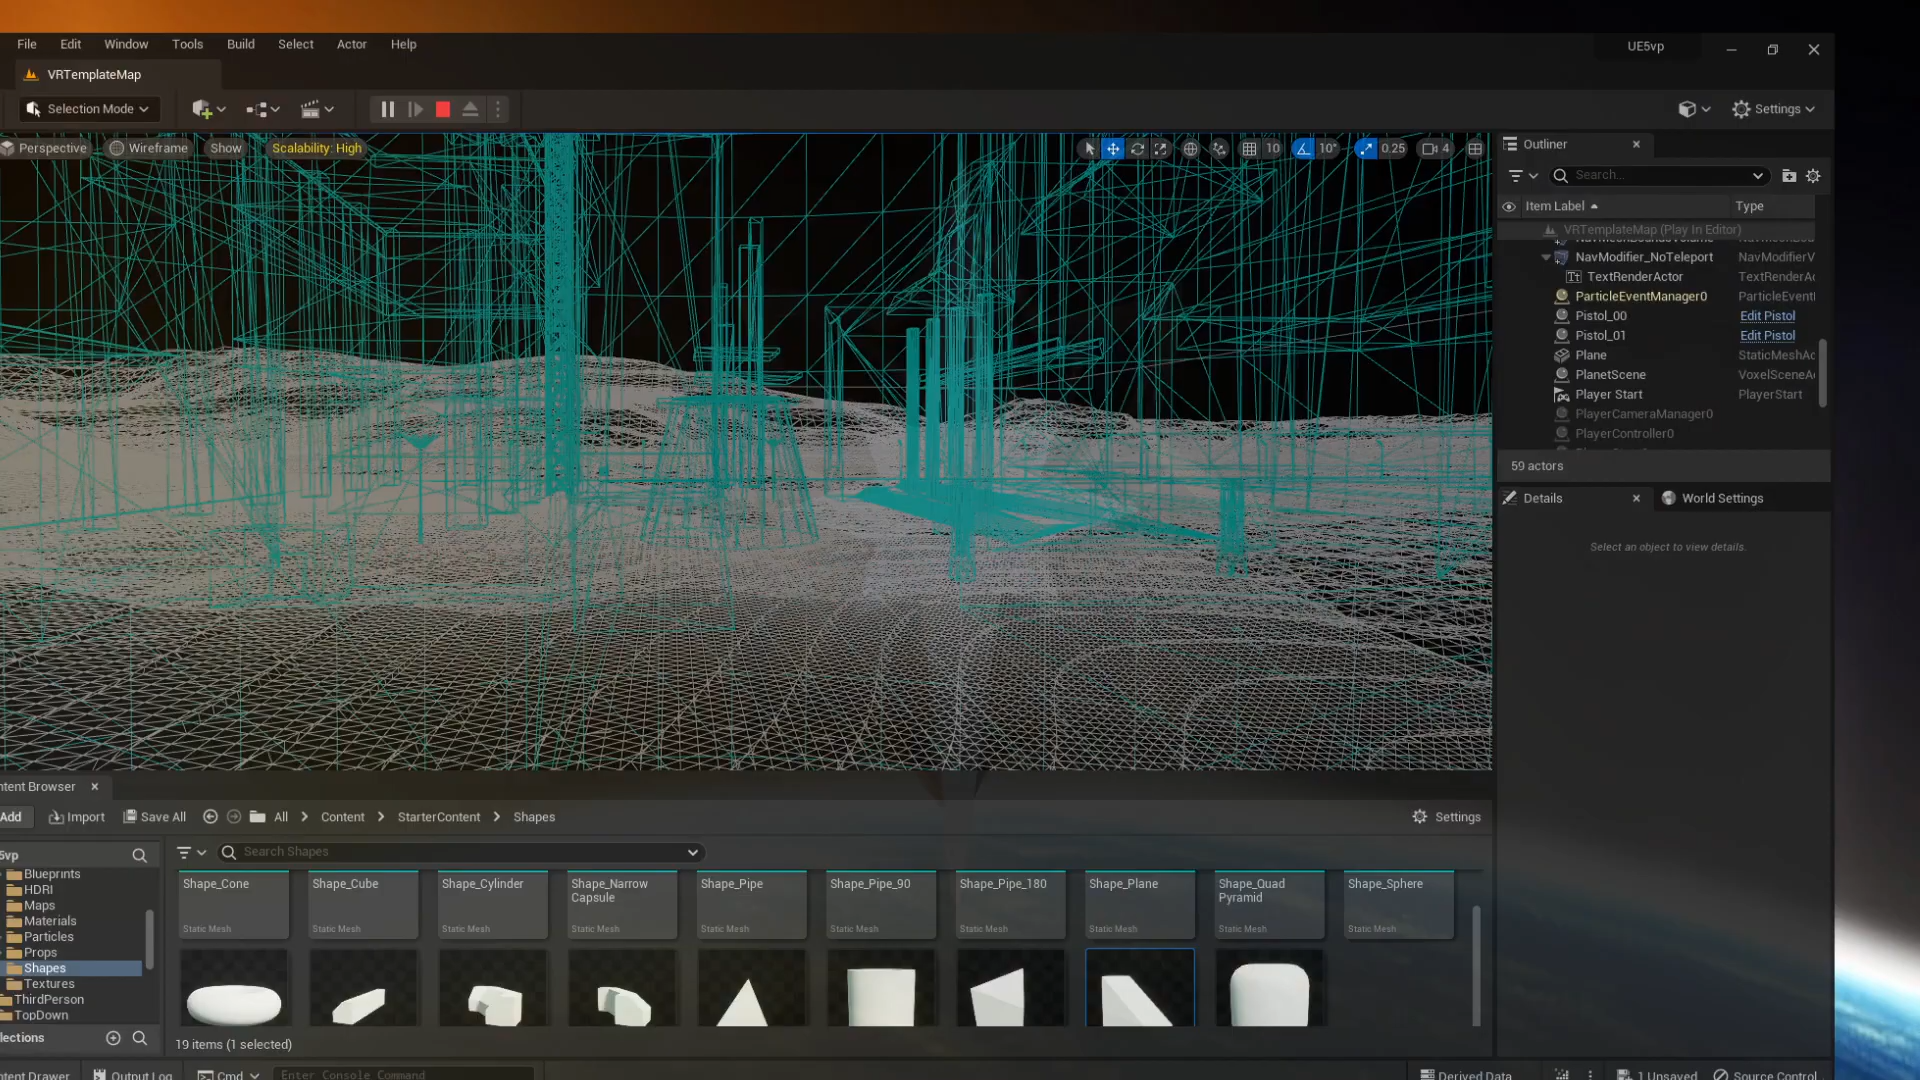 File Edit Window Tools Build Select Actor Help
UE5vp
VRTemplateMap
Selection Mode
Settings
Perspective Wireframe Show Scalability: High
10 10° 0.25 4
Outliner
Search...
Item Label Type
VRTemplateMap (Play In Editor)
NavModifier_NoTeleport NavModifierV
TextRenderActor TextRenderAc
ParticleEventManager0 ParticleEventI
Pistol_00 Edit Pistol
Pistol_01 Edit Pistol
Plane StaticMeshAc
PlanetScene VoxelSceneAc
Player Start PlayerStart
PlayerCameraManager0
PlayerController0
59 actors
Details World Settings
Select an object to view details.
ntent Browser
Add Import Save All All Content StarterContent Shapes Settings
5vp
Search Shapes
Blueprints
HDRI
Maps
Materials
Particles
Props
Shapes
Textures
ThirdPerson
TopDown
Shape_Cone
Static Mesh
Shape_Cube
Static Mesh
Shape_Cylinder
Static Mesh
Shape_Narrow
Capsule
Static Mesh
Shape_Pipe
Static Mesh
Shape_Pipe_90
Static Mesh
Shape_Pipe_180
Static Mesh
Shape_Plane
Static Mesh
Shape_Quad
Pyramid
Static Mesh
Shape_Sphere
Static Mesh
lections
19 items (1 selected)
ntent Drawer Output Log Cmd Enter Console Command Derived Data 1 Unsaved Source Control